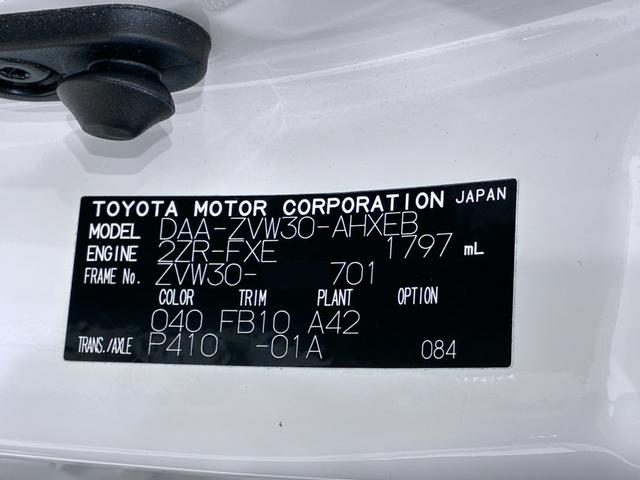 TOYOTA MOTOR CORPORATION JAPAN
MODEL DAA-ZVW30-AHXEB
ENGINE 2ZR-FXE 1797 mL
FRAME No. ZVW30- 701
COLOR TRIM PLANT OPTION
040 FB10 A42
TRANS./AXLE P410 -01A 084